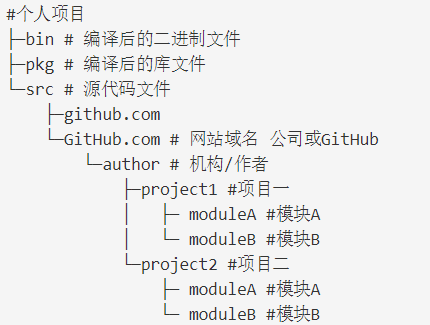 #个人项目
├─bin # 编译后的二进制文件
├─pkg # 编译后的库文件
└─src # 源代码文件
    ├─github.com
    └─GitHub.com # 网站域名 公司或GitHub
        └─author # 机构/作者
            ├─project1 #项目一
            │   ├─ moduleA #模块A
            │   └─ moduleB #模块B
            └─project2 #项目二
                ├─ moduleA #模块A
                └─ moduleB #模块B